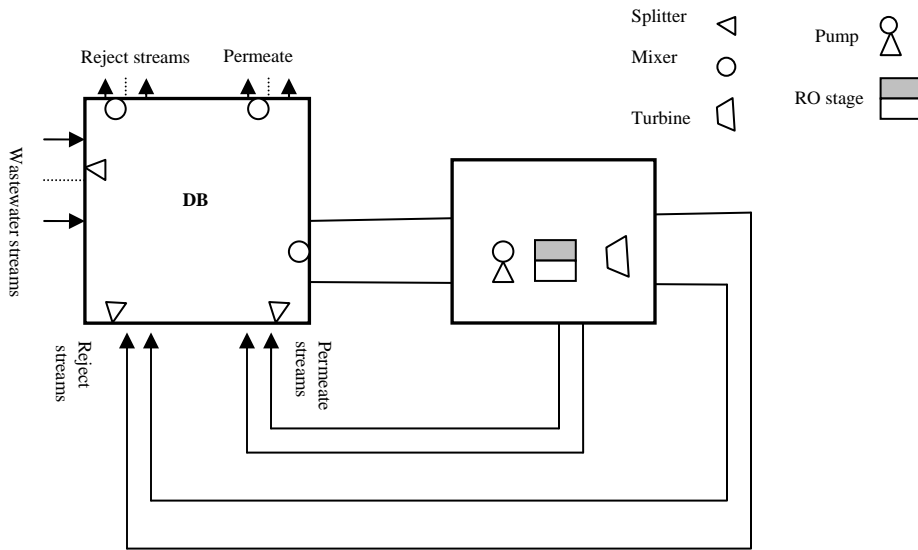 Splitter
Mixer
Turbine
Pump
RO stage
Reject streams
Permeate
Wastewater streams
DB
Reject
streams
Permeate
streams